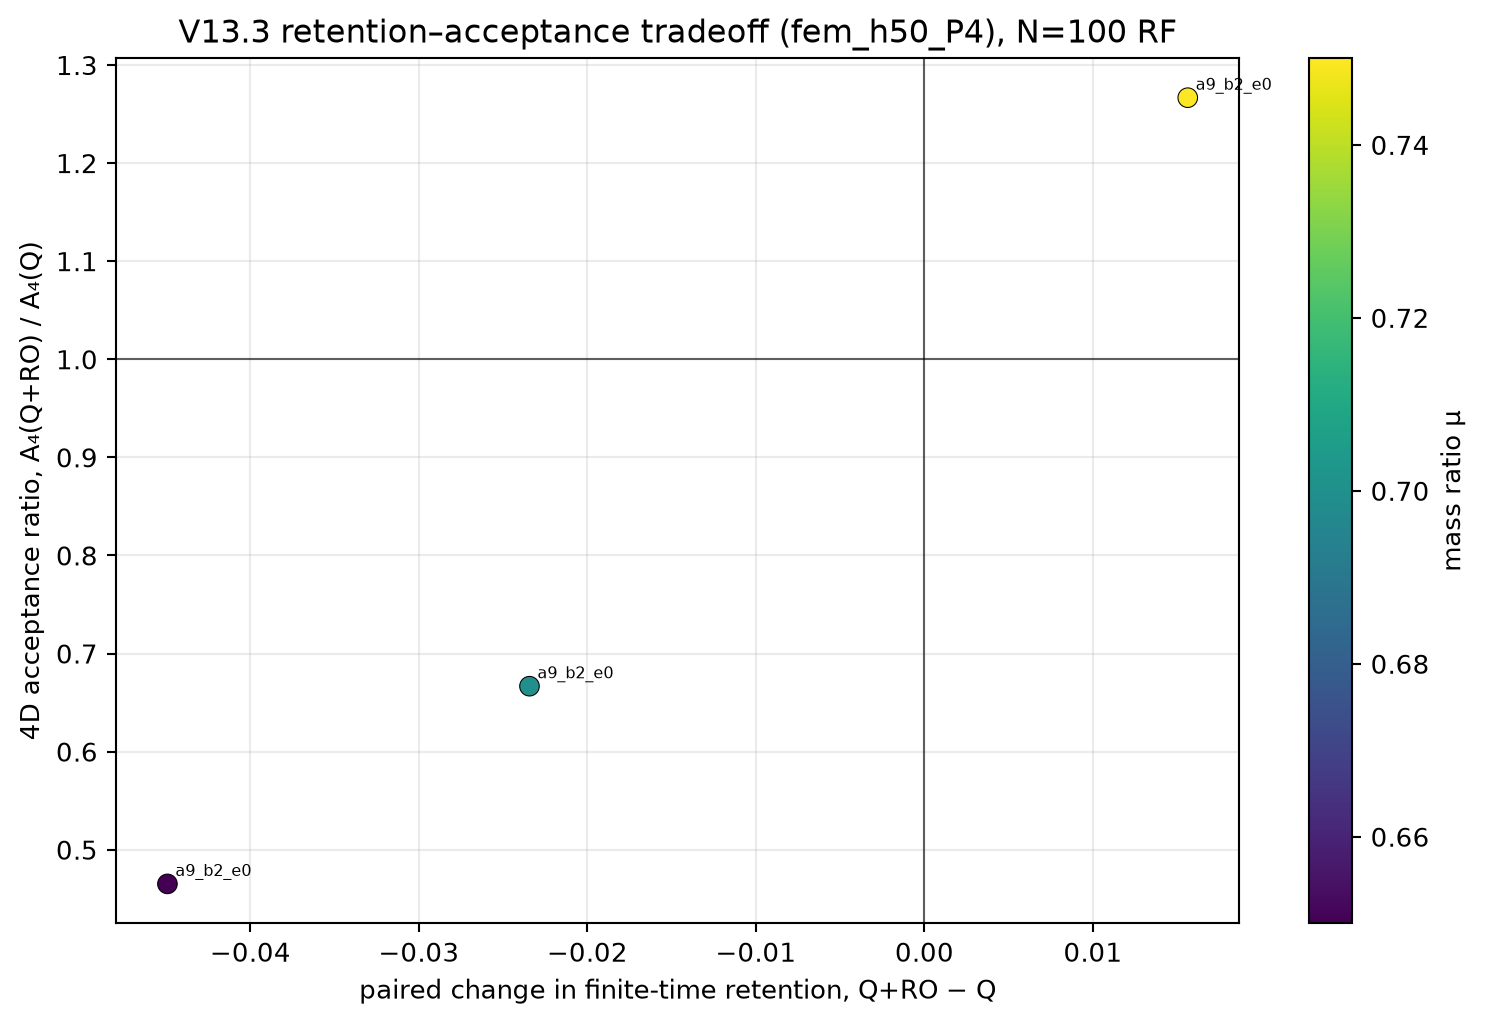 V13.3 retention–acceptance tradeoff (fem_h50_P4), N=100 RF
4D acceptance ratio, A₄(Q+RO) / A₄(Q)
1.3
1.2
1.1
1.0
0.9
0.8
0.7
0.6
0.5
a9_b2_e0
a9_b2_e0
a9_b2_e0
−0.04
−0.03
−0.02
−0.01
0.00
0.01
paired change in finite-time retention, Q+RO − Q
0.74
0.72
0.70
0.68
0.66
mass ratio μ